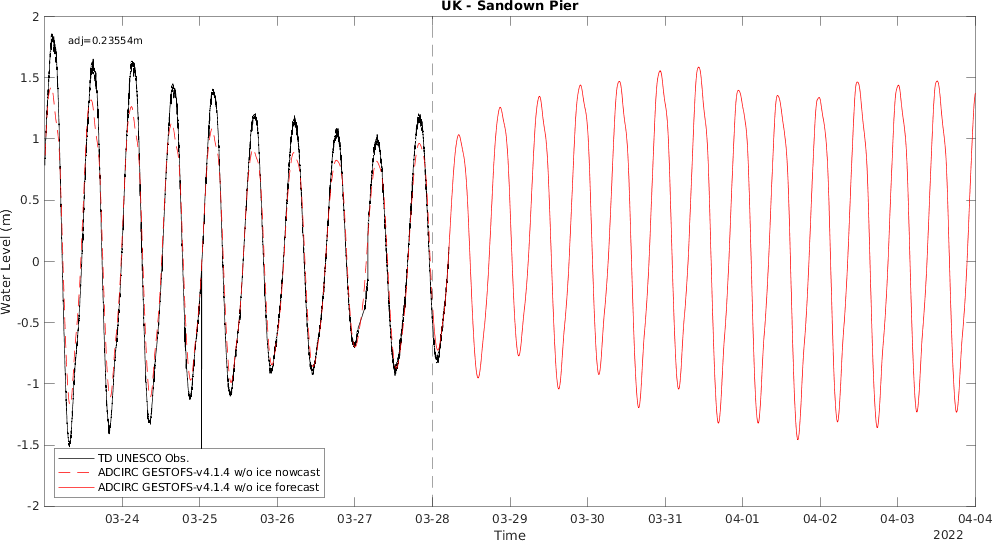 UK - Sandown Pier
adj=0.23554m
2
1.5
1
0.5
0
-0.5
-1
-1.5
-2
Water Level (m)
TD UNESCO Obs.
ADCIRC GESTOFS-v4.1.4 w/o ice nowcast
ADCIRC GESTOFS-v4.1.4 w/o ice forecast
03-24 03-25 03-26 03-27 03-28 03-29 03-30 03-31 04-01 04-02 04-03 04-04
Time
2022